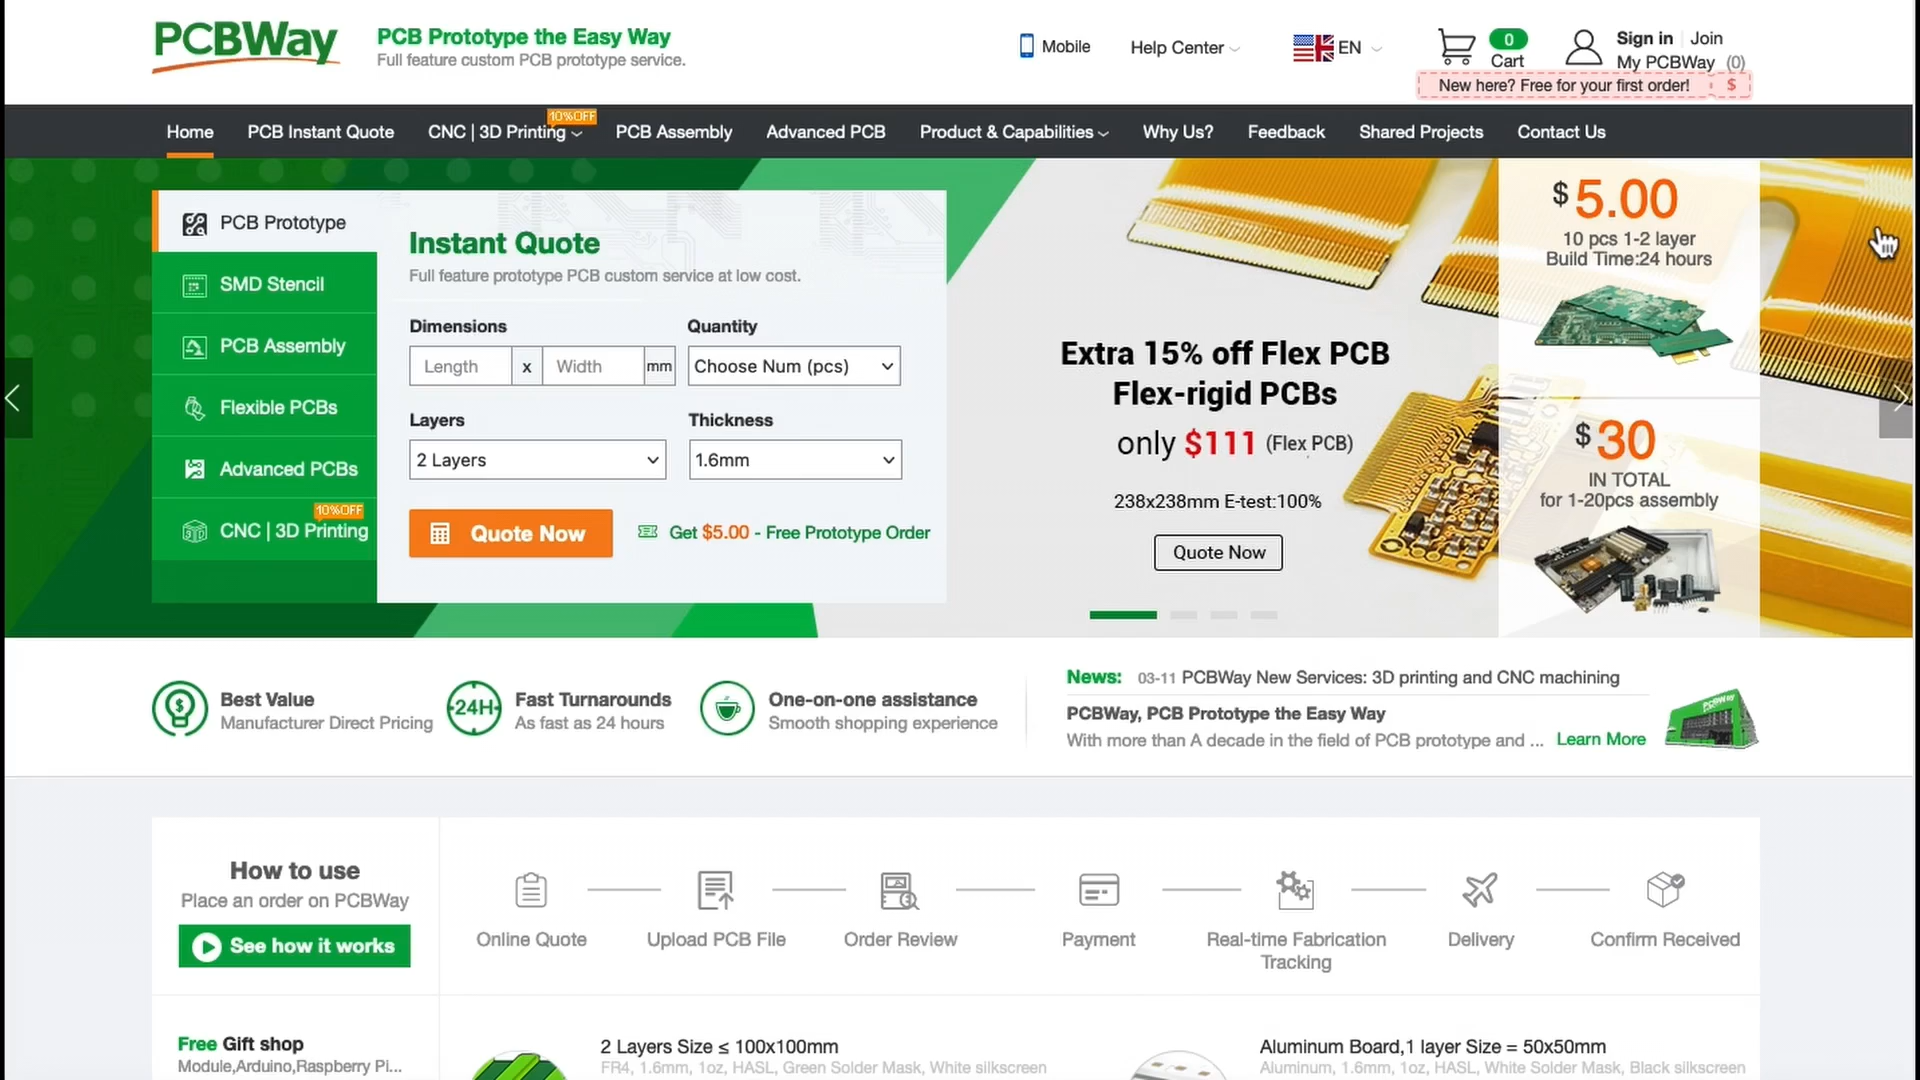 PCBWay
PCB Prototype the Easy Way
Full feature custom PCB prototype service.
Mobile
Help Center
EN
0
Cart
Sign in
Join
My PCBWay (0)
New here? Free for your first order! $
Home
PCB Instant Quote
CNC | 3D Printing
10%OFF
PCB Assembly
Advanced PCB
Product & Capabilities
Why Us?
Feedback
Shared Projects
Contact Us
PCB Prototype
SMD Stencil
PCB Assembly
Flexible PCBs
Advanced PCBs
10%OFF
CNC | 3D Printing
Instant Quote
Full feature prototype PCB custom service at low cost.
Dimensions
Quantity
Length x Width mm
Choose Num (pcs)
Layers
Thickness
2 Layers
1.6mm
Quote Now
Get $5.00 - Free Prototype Order
Extra 15% off Flex PCB
Flex-rigid PCBs
only $111 (Flex PCB)
238x238mm E-test:100%
Quote Now
$5.00
10 pcs 1-2 layer
Build Time:24 hours
$30
IN TOTAL
for 1-20pcs assembly
Best Value
Manufacturer Direct Pricing
24H
Fast Turnarounds
As fast as 24 hours
One-on-one assistance
Smooth shopping experience
News: 03-11 PCBWay New Services: 3D printing and CNC machining
PCBWay, PCB Prototype the Easy Way
With more than A decade in the field of PCB prototype and ... Learn More
PCBWay
How to use
Place an order on PCBWay
See how it works
Online Quote
Upload PCB File
Order Review
Payment
Real-time Fabrication
Tracking
Delivery
Confirm Received
Free Gift shop
Module,Arduino,Raspberry Pi...
2 Layers Size ≤ 100x100mm
FR4, 1.6mm, 1oz, HASL, Green Solder Mask, White silkscreen
Aluminum Board,1 layer Size = 50x50mm
Aluminum, 1.6mm, 1oz, HASL, White Solder Mask, Black silkscreen